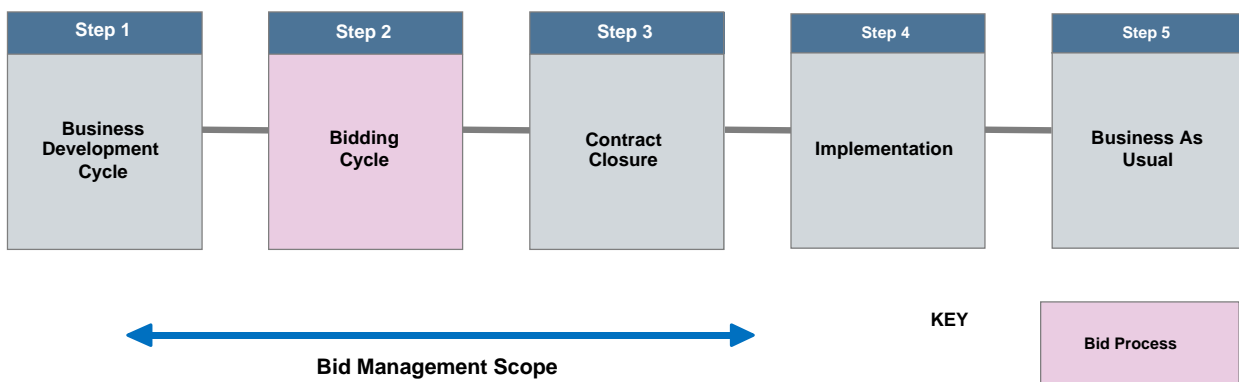 Step 1
Step 2
Step 3
Step 4
Step 5
Business
Development
Cycle
Bidding
Cycle
Contract
Closure
Implementation
Business As
Usual
KEY
Bid Process
Bid Management Scope